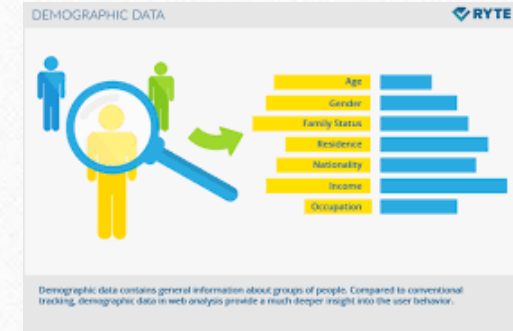 DEMOGRAPHIC DATA
RYTE
Age
Gender
Family Status
Residence
Nationality
Income
Occupation
Demographic data contains general information about groups of people. Compared to conventional
tracking, demographic data in web analysis provide a much deeper insight into the user behavior.